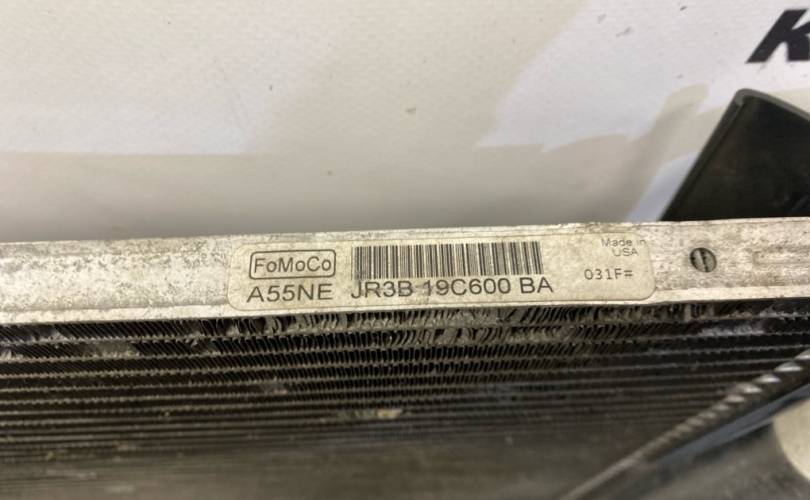 K
FoMoCo
A55NE JR3B 19C600 BA
Made in
USA
031F#